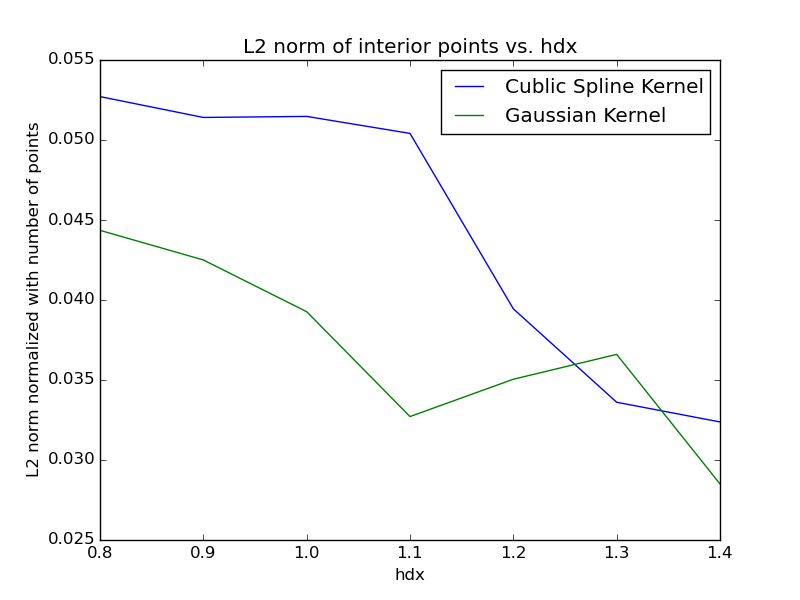 L2 norm of interior points vs. hdx
Cublic Spline Kernel
Gaussian Kernel
L2 norm normalized with number of points
0.055
0.050
0.045
0.040
0.035
0.030
0.025
0.8 0.9 1.0 1.1 1.2 1.3 1.4
hdx